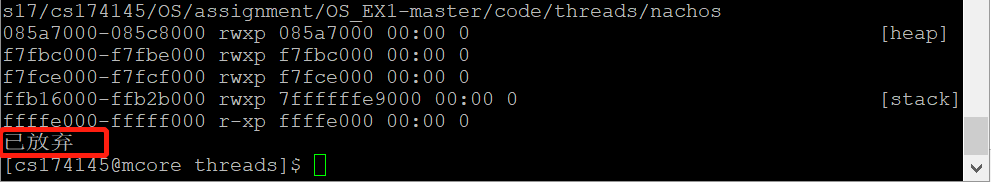 s17/cs174145/OS/assignment/OS_EX1-master/code/threads/nachos
085a7000-085c8000 rwxp 085a7000 00:00 0 [heap]
f7fbc000-f7fbe000 rwxp f7fbc000 00:00 0
f7fce000-f7fcf000 rwxp f7fce000 00:00 0
ffb16000-ffb2b000 rwxp 7ffffffe9000 00:00 0 [stack]
ffffe000-fffff000 r-xp ffffe000 00:00 0
已放弃
[cs174145@mcore threads]$